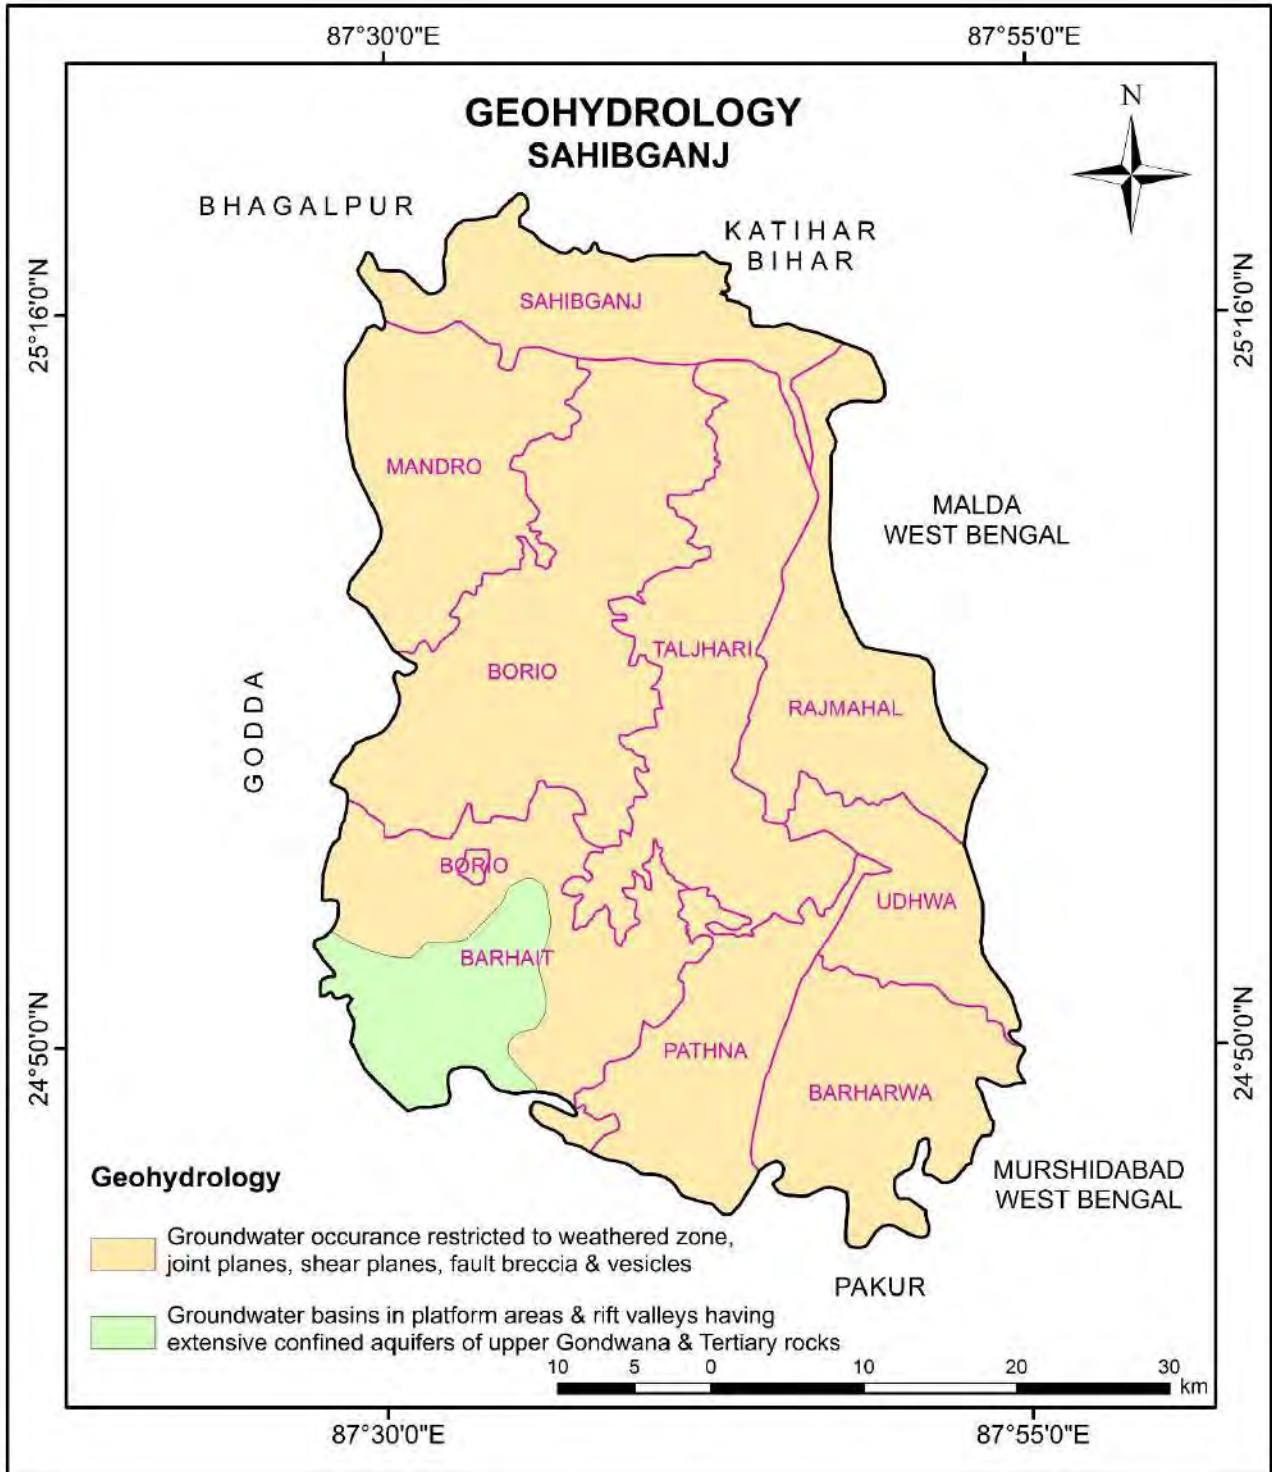 87°30'0"E
87°55'0"E
GEOHYDROLOGY
SAHIBGANJ
N
BHAGALPUR
KATIHAR
BIHAR
25°16'0"N
25°16'0"N
SAHIBGANJ
MANDRO
MALDA
WEST BENGAL
TALJHARI
BORIO
GODDA
RAJMAHAL
BORIO
UDHWA
BARHAIT
24°50'0"N
24°50'0"N
PATHNA
BARHARWA
MURSHIDABAD
WEST BENGAL
PAKUR
Geohydrology
Groundwater occurance restricted to weathered zone,
joint planes, shear planes, fault breccia & vesicles
Groundwater basins in platform areas & rift valleys having
extensive confined aquifers of upper Gondwana & Tertiary rocks
10 5 0 10 20 30
km
87°30'0"E
87°55'0"E